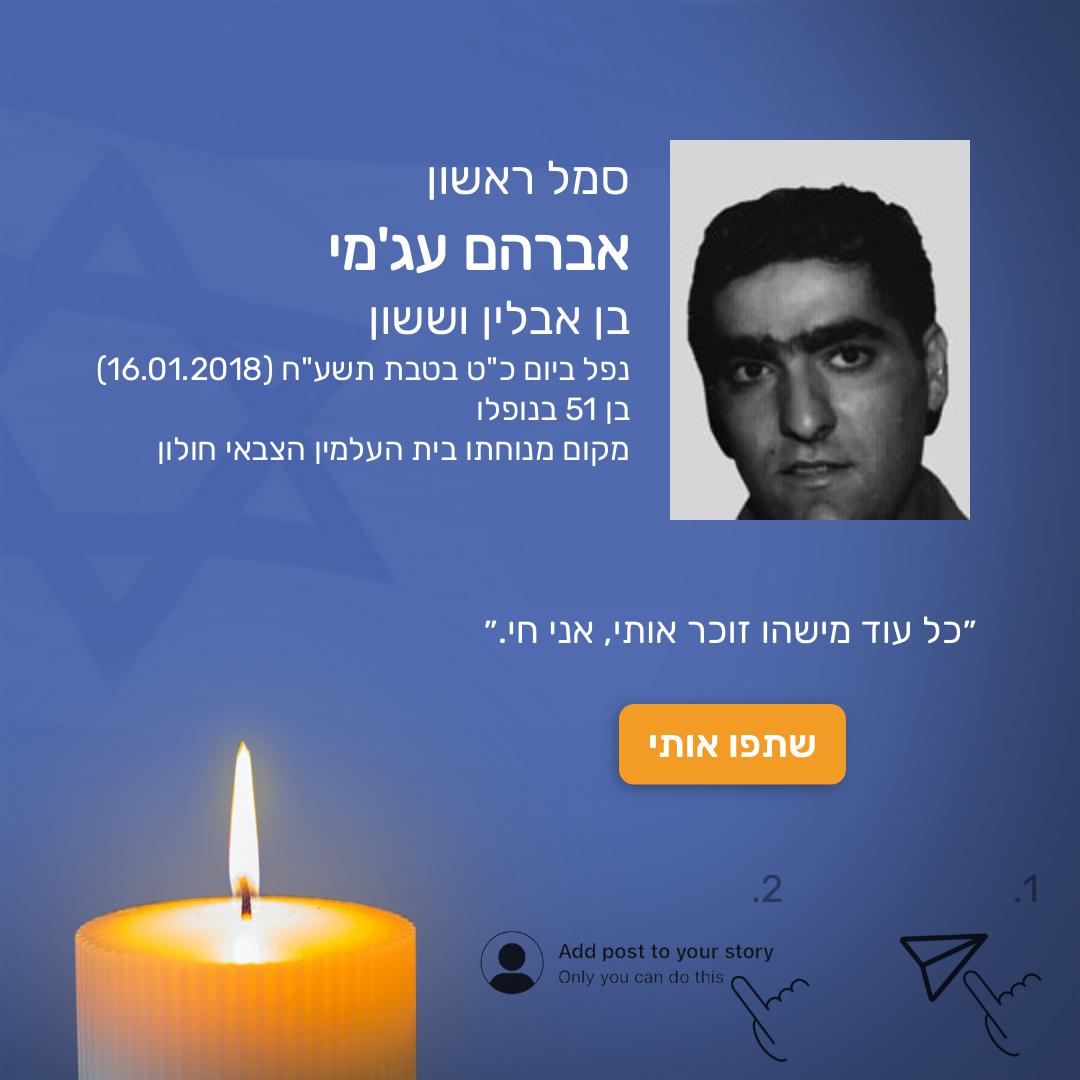 סמל ראשון
אברהם עג'מי
בן אבלין וששון
נפל ביום כ"ט בטבת תשע"ח (16.01.2018)
בן 51 בנופלו
מקום מנוחתו בית העלמין הצבאי חולון
״כל עוד מישהו זוכר אותי, אני חי.״
שתפו אותי
1.
2.
Add post to your story
Only you can do this